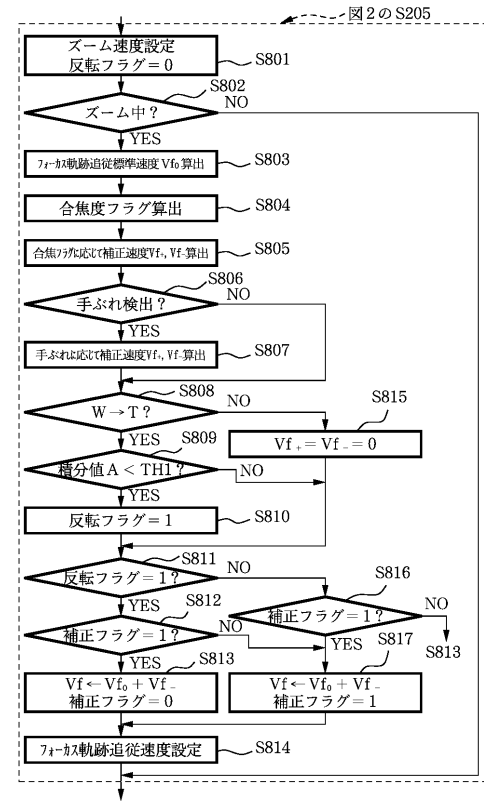 図2のS205
ズーム速度設定
反転フラグ＝0
S801
S802
ズーム中？
NO
YES
ﾌｫｰｶｽ軌跡追従標準速度Vf₀算出
S803
合焦度フラグ算出
S804
合焦ﾌﾗｸﾞに応じて補正速度Vf₊, Vf₋算出
S805
S806
手ぶれ検出？
NO
YES
手ぶれに応じて補正速度Vf₊, Vf₋算出
S807
S808
W→T？
NO
S815
YES
Vf₊＝Vf₋＝0
S809
積分値A＜TH1？
NO
YES
反転フラグ＝1
S810
S811
反転フラグ＝1？
NO
S816
YES
補正フラグ＝1？
NO
S813
S812
補正フラグ＝1？
NO
YES
S817
YES
S813
Vf←Vf₀＋Vf₋
補正フラグ＝0
Vf←Vf₀＋Vf₋
補正フラグ＝1
ﾌｫｰｶｽ軌跡追従速度設定
S814